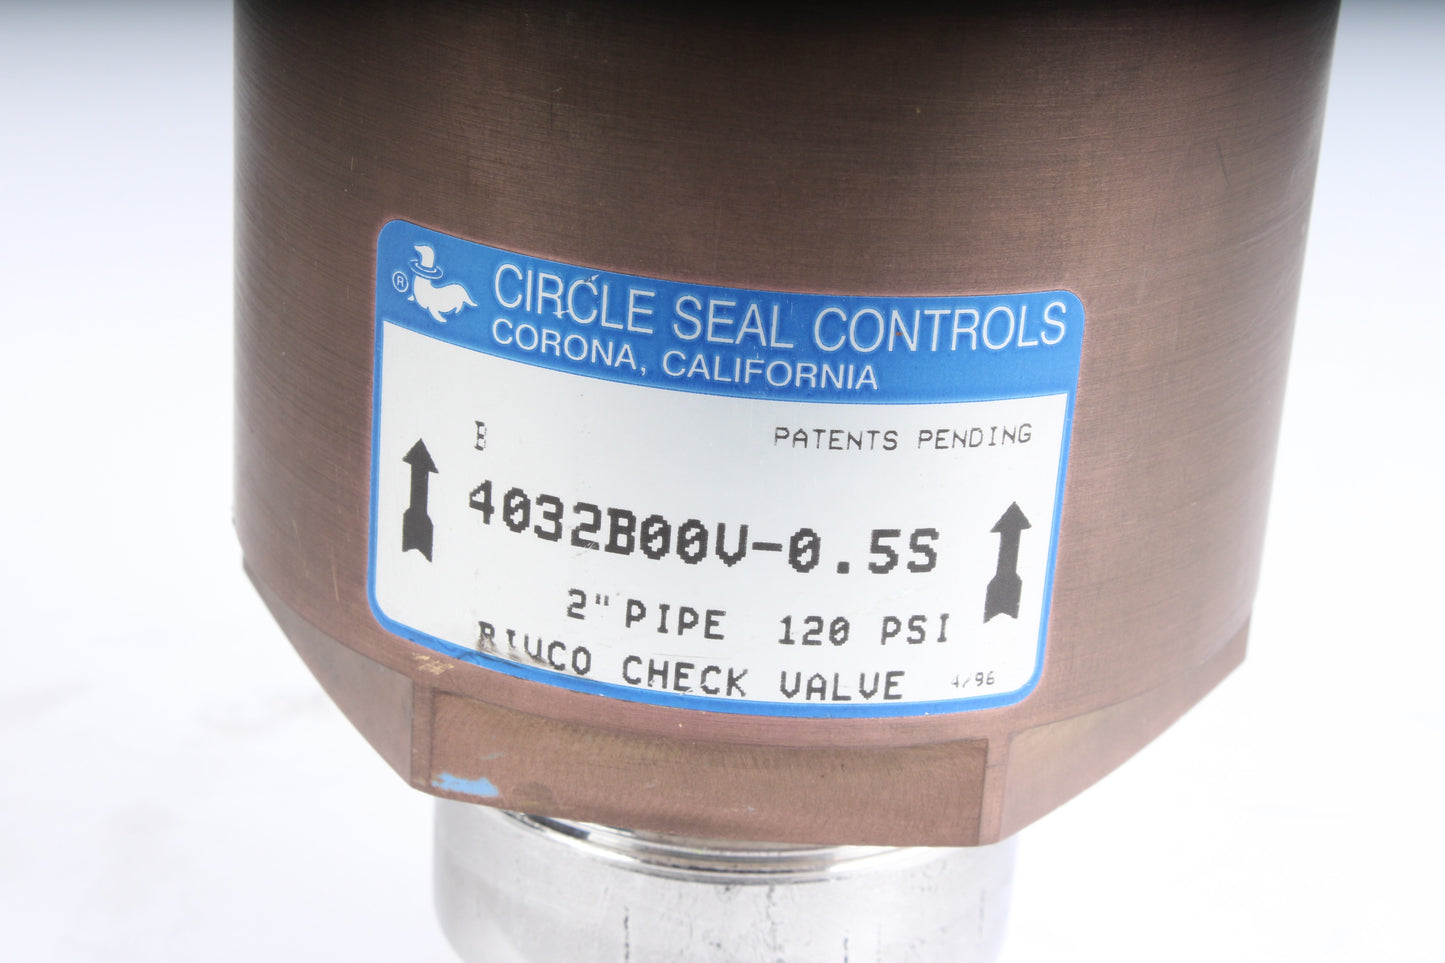 ®
CIRCLE SEAL CONTROLS
CORONA, CALIFORNIA
B
PATENTS PENDING
4032B00V-0.5S
2" PIPE 120 PSI
CHECK VALVE 4/96